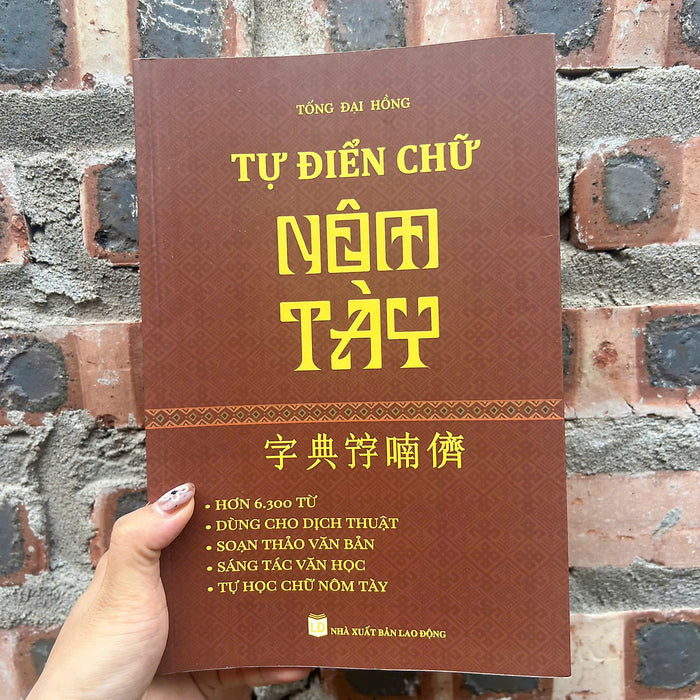 TỐNG ĐẠI HỒNG
TỰ ĐIỂN CHỮ
NÔM
TÀY
字典𡨸喃儕
• HƠN 6.300 TỪ
• DÙNG CHO DỊCH THUẬT
• SOẠN THẢO VĂN BẢN
• SÁNG TÁC VĂN HỌC
• TỰ HỌC CHỮ NÔM TÀY
LĐ
NHÀ XUẤT BẢN LAO ĐỘNG